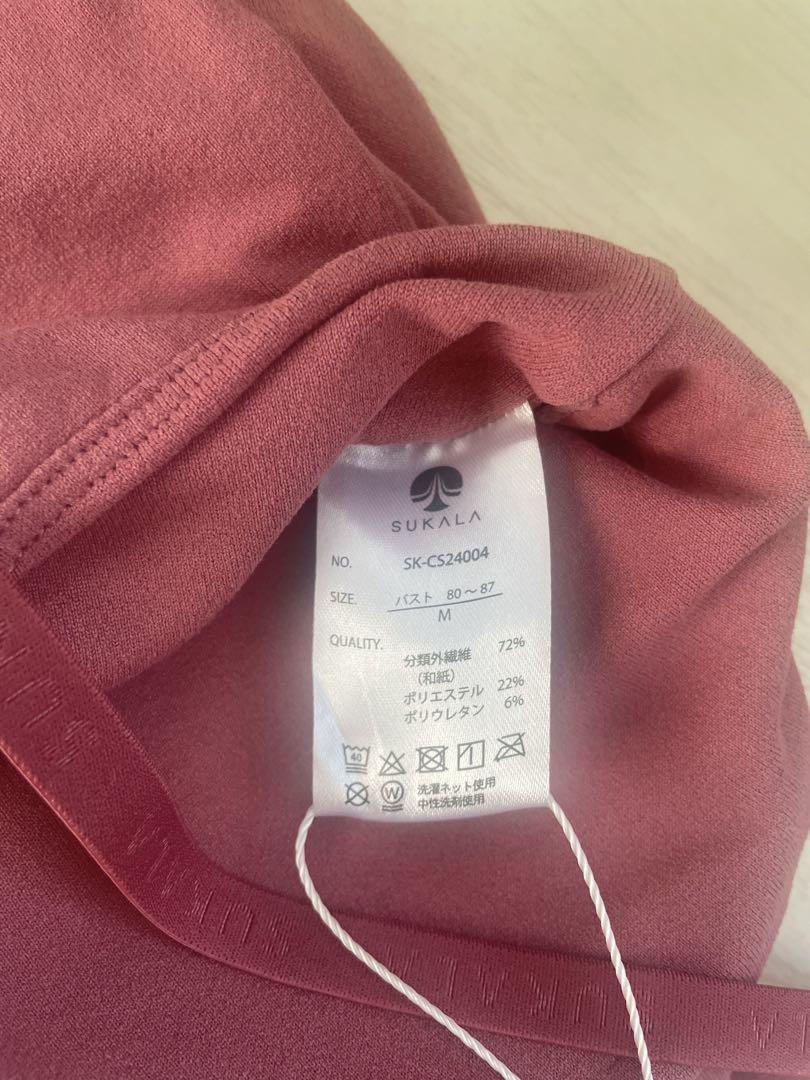 SUKALA
NO. SK-CS24004
SIZE. バスト 80～87
M
QUALITY.
分類外繊維 72%
（和紙）
ポリエステル 22%
ポリウレタン 6%
40
W
洗濯ネット使用
中性洗剤使用
SUKALA
SUKALA